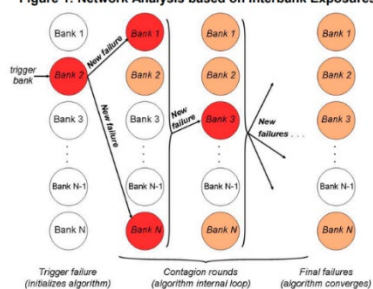 Figure 1: Network Analysis based on Interbank Exposures
Bank 1 Bank 1 Bank 1 Bank 1
New failure
trigger bank
Bank 2 Bank 2 Bank 2 Bank 2
New failure
Bank 3 Bank 3 Bank 3 Bank 3
New failure
New failures . . .
Bank N-1 Bank N-1 Bank N-1 Bank N-1
Bank N Bank N Bank N Bank N
Trigger failure
(initializes algorithm)
Contagion rounds
(algorithm internal loop)
Final failures
(algorithm converges)